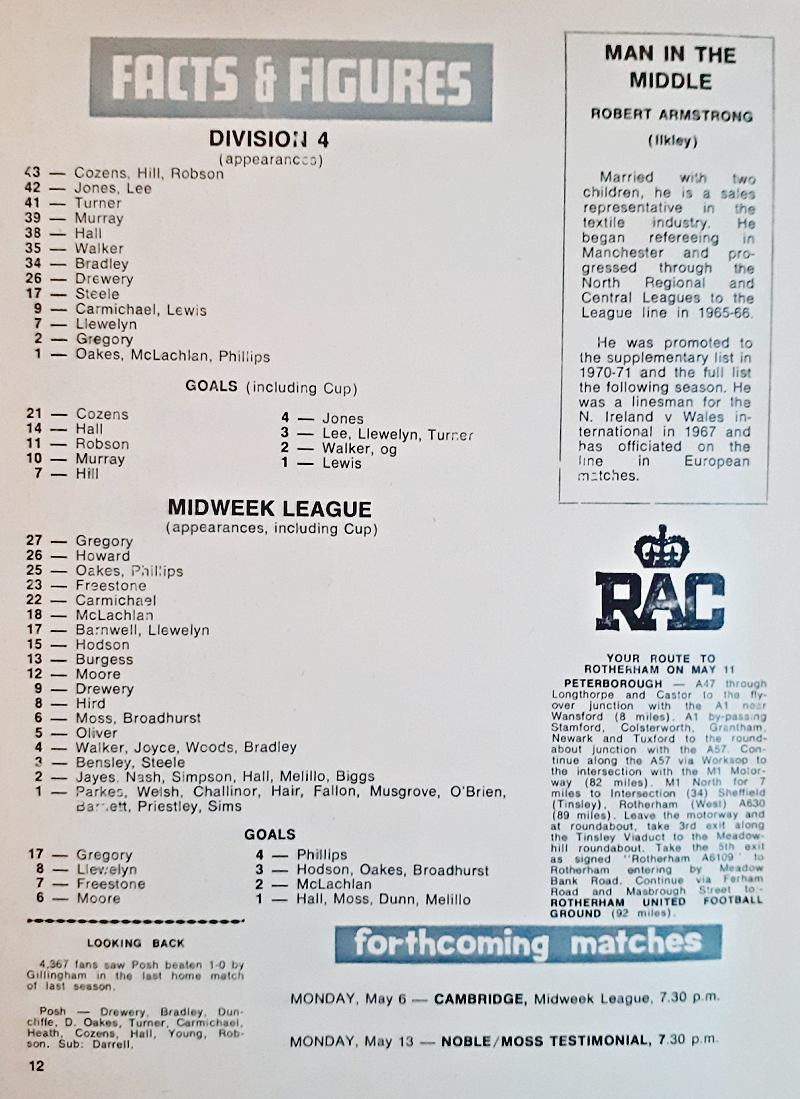 FACTS & FIGURES
DIVISION 4
(appearances)
43 — Cozens, Hill, Robson
42 — Jones, Lee
41 — Turner
39 — Murray
38 — Hall
35 — Walker
34 — Bradley
26 — Drewery
17 — Steele
9 — Carmichael, Lewis
7 — Llewelyn
2 — Gregory
1 — Oakes, McLachlan, Phillips
GOALS (including Cup)
21 — Cozens
14 — Hall
11 — Robson
10 — Murray
7 — Hill
4 — Jones
3 — Lee, Llewelyn, Turner
2 — Walker, og
1 — Lewis
MIDWEEK LEAGUE
(appearances, including Cup)
27 — Gregory
26 — Howard
25 — Oakes, Phillips
23 — Freestone
22 — Carmichael
18 — McLachlan
17 — Barnwell, Llewelyn
15 — Hodson
13 — Burgess
12 — Moore
9 — Drewery
8 — Hird
6 — Moss, Broadhurst
5 — Oliver
4 — Walker, Joyce, Woods, Bradley
3 — Bensley, Steele
2 — Jayes, Nash, Simpson, Hall, Melillo, Biggs
1 — Parkes, Welsh, Challinor, Hair, Fallon, Musgrove, O'Brien,
Priestley, Sims
GOALS
17 — Gregory
8 — Llewelyn
7 — Freestone
6 — Moore
4 — Phillips
3 — Hodson, Oakes, Broadhurst
2 — McLachlan
1 — Hall, Moss, Dunn, Melillo
LOOKING BACK
4,367 fans saw Posh beaten 1-0 by
Gillingham in the last home match
of last season.
Posh — Drewery, Bradley, Dun-
cliffe, D. Oakes, Turner, Carmichael,
Heath, Cozens, Hall, Young, Rob-
son. Sub: Darrell.
12
MAN IN THE
MIDDLE
ROBERT ARMSTRONG
(Ilkley)
Married with two
children, he is a sales
representative in the
textile industry. He
began refereeing in
Manchester and pro-
gressed through the
North Regional and
Central Leagues to the
League line in 1965-66.
He was promoted to
the supplementary list in
1970-71 and the full list
the following season. He
was a linesman for the
N. Ireland v Wales in-
ternational in 1967 and
has officiated on the
line in European
matches.
RAC
YOUR ROUTE TO
ROTHERHAM ON MAY 11
PETERBOROUGH — A47 through
Longthorpe and Castor to the fly-
over junction with the A1 near
Wansford (8 miles). A1 by-passing
Stamford, Colsterworth, Grantham,
Newark and Tuxford to the round-
about junction with the A57. Con-
tinue along the A57 via Worksop to
the intersection with the M1 Motor-
way (82 miles). M1 North for 7
miles to Intersection (34) Sheffield
(Tinsley), Rotherham (West) A630
(89 miles). Leave the motorway and
at roundabout, take 3rd exit along
the Tinsley Viaduct to the Meadow-
hill roundabout. Take the 5th exit
as signed "Rotherham A6109" to
Rotherham entering by Meadow
Bank Road. Continue via Ferham
Road and Masbrough Street to:-
ROTHERHAM UNITED FOOTBALL
GROUND (92 miles).
forthcoming matches
MONDAY, May 6 — CAMBRIDGE, Midweek League, 7.30 p.m.
MONDAY, May 13 — NOBLE/MOSS TESTIMONIAL, 7.30 p.m.